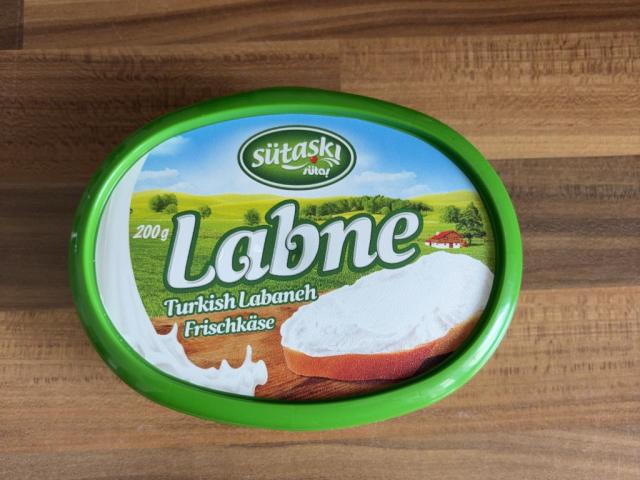 sütaşkı
sütaş
200g
Labne
Turkish Labaneh
Frischkäse